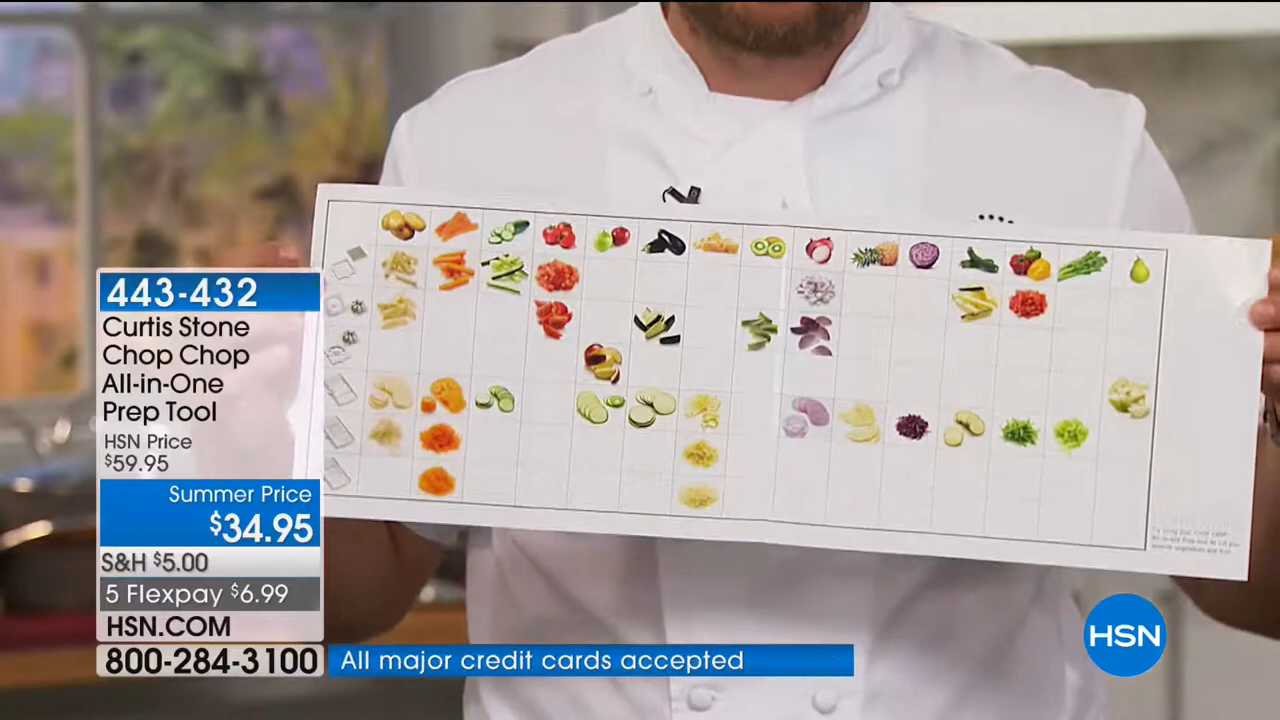 443-432
Curtis Stone
Chop Chop
All-in-One
Prep Tool
HSN Price
$59.95
Summer Price
$34.95
S&H $5.00
5 Flexpay $6.99
HSN.COM
800-284-3100
All major credit cards accepted
HSN